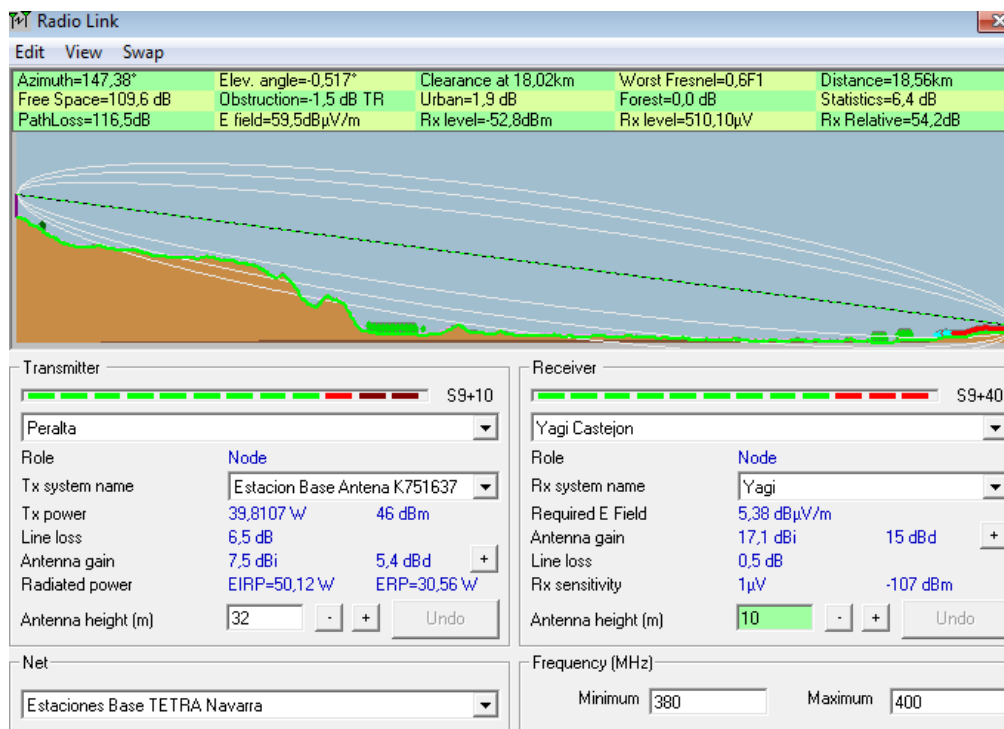 Radio Link
Edit View Swap
Azimuth=147,38° Elev. angle=-0,517° Clearance at 18,02km Worst Fresnel=0,6F1 Distance=18,56km
Free Space=109,6 dB Obstruction=-1,5 dB TR Urban=1,9 dB Forest=0,0 dB Statistics=6,4 dB
PathLoss=116,5dB E field=59,5dBµV/m Rx level=-52,8dBm Rx level=510,10µV Rx Relative=54,2dB
Transmitter
S9+10
Peralta
Role Node
Tx system name Estacion Base Antena K751637
Tx power 39,8107 W 46 dBm
Line loss 6,5 dB
Antenna gain 7,5 dBi 5,4 dBd +
Radiated power EIRP=50,12 W ERP=30,56 W
Antenna height (m) 32 - + Undo
Net
Estaciones Base TETRA Navarra
Receiver
S9+40
Yagi Castejon
Role Node
Rx system name Yagi
Required E Field 5,38 dBµV/m
Antenna gain 17,1 dBi 15 dBd +
Line loss 0,5 dB
Rx sensitivity 1µV -107 dBm
Antenna height (m) 10 - + Undo
Frequency (MHz)
Minimum 380 Maximum 400